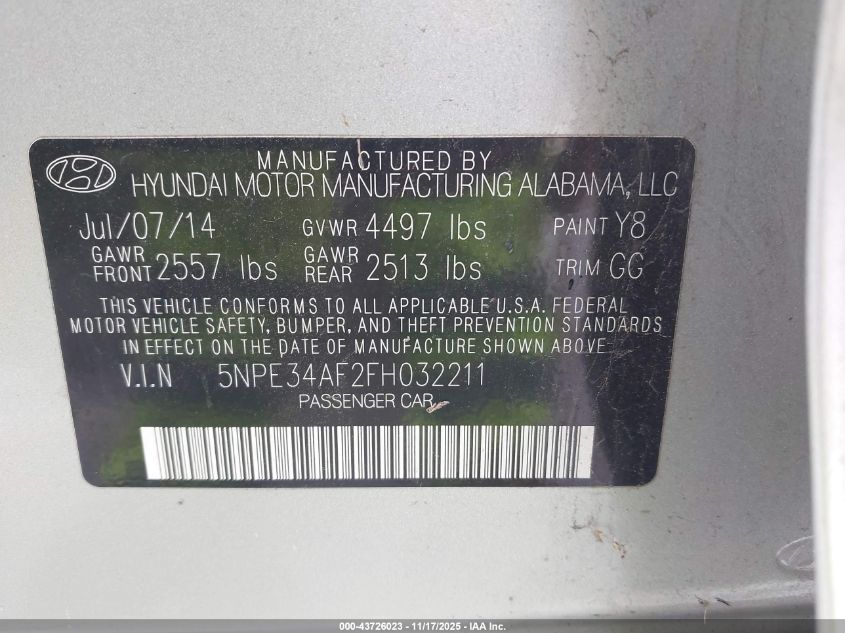 MANUFACTURED BY
HYUNDAI MOTOR MANUFACTURING ALABAMA, LLC
Jul/07/14 GVWR 4497 lbs PAINT Y8
GAWR FRONT 2557 lbs GAWR REAR 2513 lbs TRIM GG
THIS VEHICLE CONFORMS TO ALL APPLICABLE U.S.A. FEDERAL
MOTOR VEHICLE SAFETY, BUMPER, AND THEFT PREVENTION STANDARDS
IN EFFECT ON THE DATE OF MANUFACTURE SHOWN ABOVE
V.I.N 5NPE34AF2FH032211
PASSENGER CAR
000-43726023 - 11/17/2025 - IAA Inc.